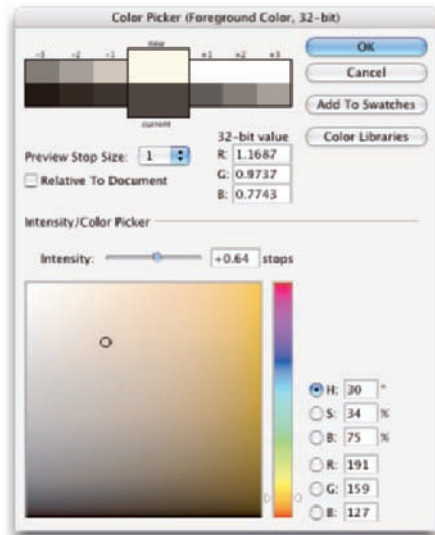 Color Picker (Foreground Color, 32-bit)
new
-3 -2 -1 +1 +2 +3
current
OK
Cancel
Add To Swatches
Color Libraries
Preview Stop Size: 1
Relative To Document
32-bit value
R: 1.1687
G: 0.9737
B: 0.7743
Intensity/Color Picker
Intensity: +0.64 stops
H: 30 °
S: 34 %
B: 75 %
R: 191
G: 159
B: 127